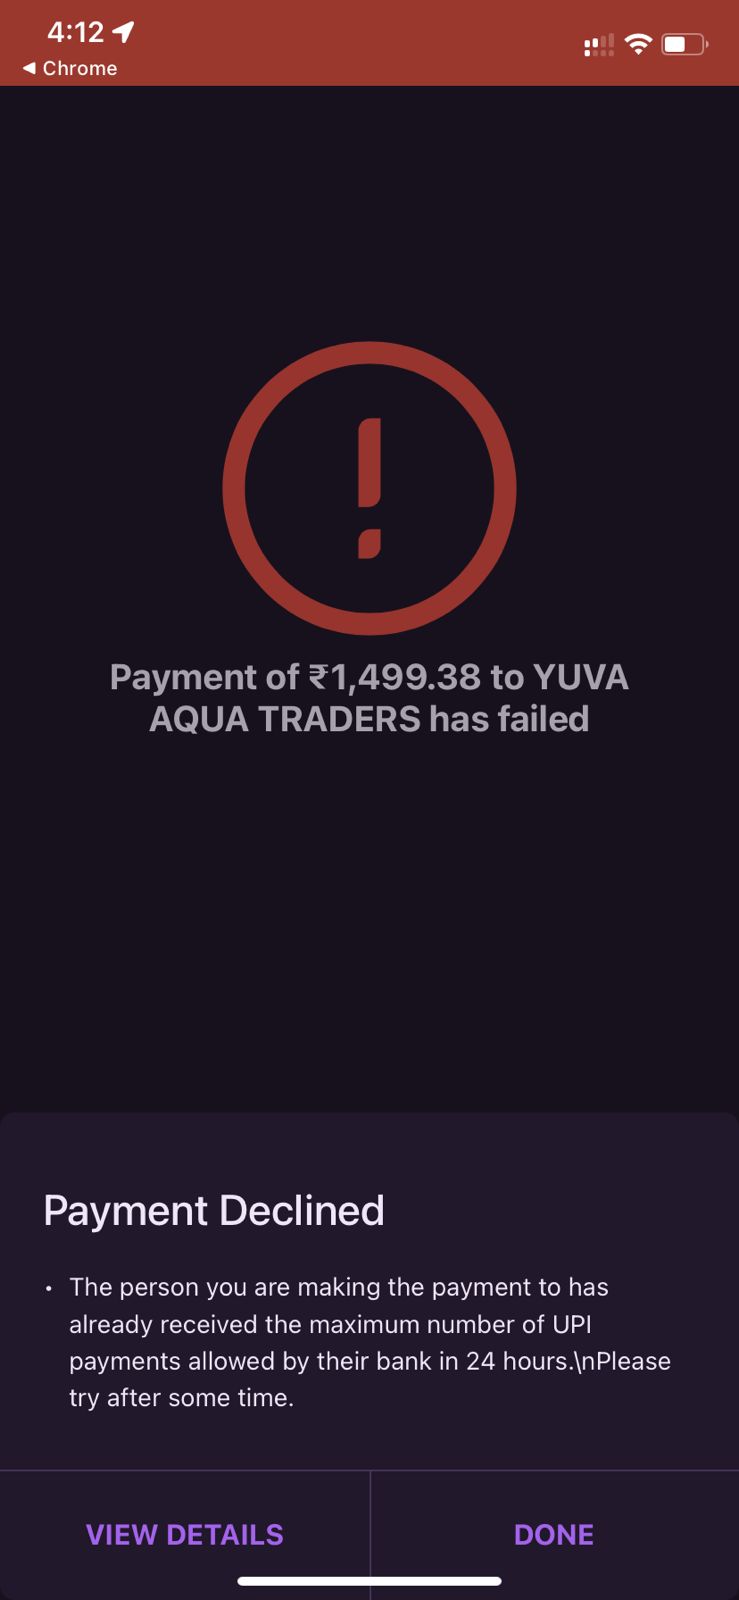 4:12
◀ Chrome
Payment of ₹1,499.38 to YUVA
AQUA TRADERS has failed
Payment Declined
• The person you are making the payment to has
already received the maximum number of UPI
payments allowed by their bank in 24 hours.\nPlease
try after some time.
VIEW DETAILS
DONE